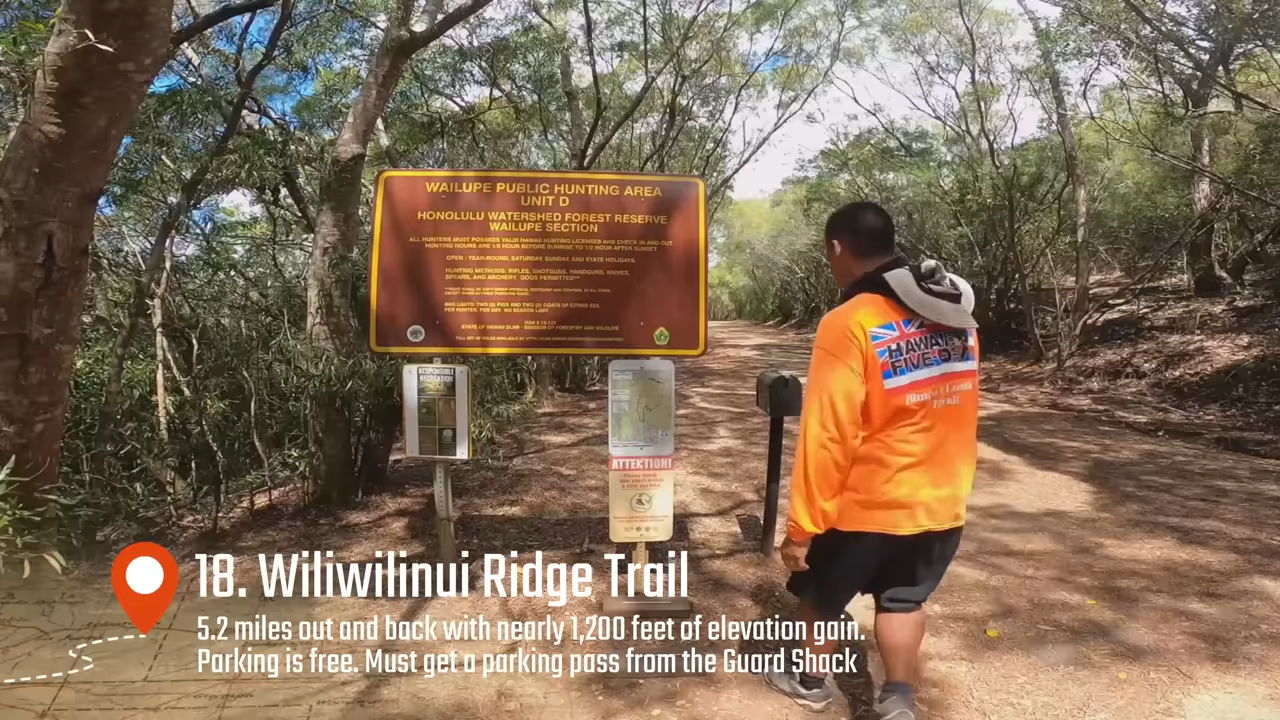 WAILUPE PUBLIC HUNTING AREA
UNIT D
HONOLULU WATERSHED FOREST RESERVE
WAILUPE SECTION
ALL HUNTERS MUST POSSESS VALID HAWAII HUNTING LICENSES AND CHECK IN AND OUT
HUNTING HOURS ARE 1/2 HOUR BEFORE SUNRISE TO 1/2 HOUR AFTER SUNSET
OPEN: YEAR-ROUND, SATURDAY, SUNDAY, AND STATE HOLIDAYS.
HUNTING METHODS: RIFLES, SHOTGUNS, HANDGUNS, KNIVES,
SPEARS, AND ARCHERY. DOGS PERMITTED**
BAG LIMITS: TWO (2) PIGS AND TWO (2) GOATS OF EITHER SEX,
PER HUNTER, PER DAY. NO SEASON LIMIT
STATE OF HAWAII DLNR - DIVISION OF FORESTRY AND WILDLIFE
RESPONSIBLE
RECREATION
ATTENTION!
HAWAII
FIVE-OH
18. Wiliwilinui Ridge Trail
5.2 miles out and back with nearly 1,200 feet of elevation gain.
Parking is free. Must get a parking pass from the Guard Shack